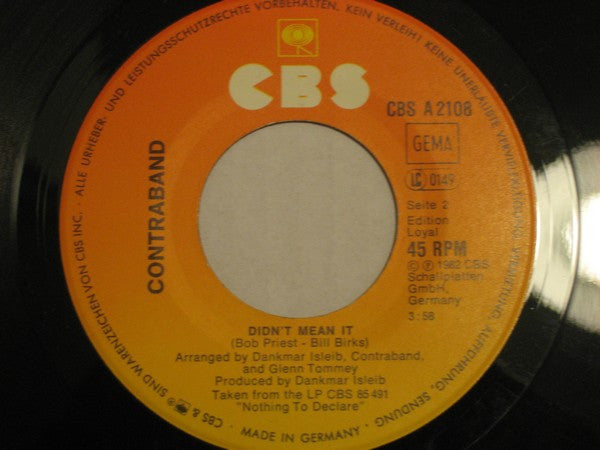 ALLE URHEBER- UND LEISTUNGSSCHUTZRECHTE VORBEHALTEN. KEIN VERLEIH! KEINE UNERLAUBTE VERVIELFÄLTIGUNG, VERMIETUNG, AUFFÜHRUNG, SENDUNG
CBS
CBS A 2108
GEMA
LC 0149
Seite 2
Edition
Loyal
45 RPM
© ℗ 1982 CBS
Schallplatten
GmbH,
Germany
3:58
CONTRABAND
DIDN'T MEAN IT
(Bob Priest - Bill Birks)
Arranged by Dankmar Isleib, Contraband,
and Glenn Tommey
Produced by Dankmar Isleib
Taken from the LP CBS 85 491
"Nothing to Declare"
CBS & SIND WARENZEICHEN VON CBS INC. ·
· MADE IN GERMANY ·